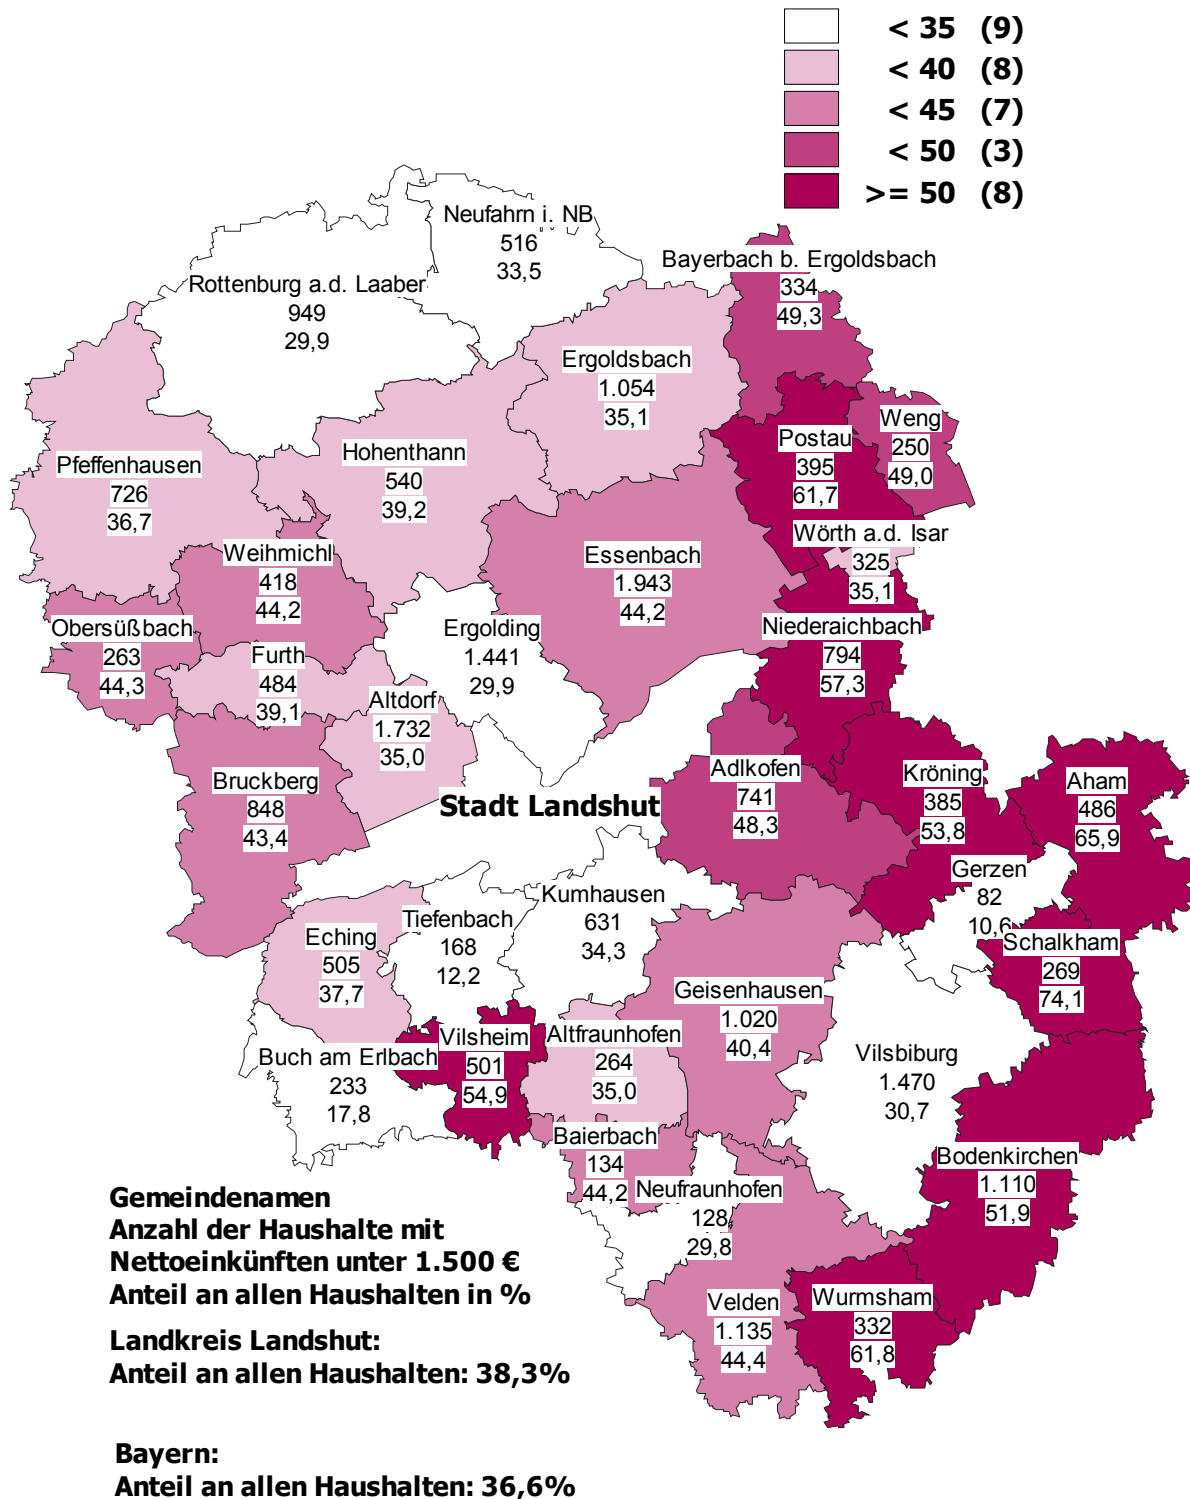 < 35 (9)
< 40 (8)
< 45 (7)
< 50 (3)
>= 50 (8)
Neufahrn i. NB
516
33,5
Bayerbach b. Ergoldsbach
334
49,3
Rottenburg a.d. Laaber
949
29,9
Ergoldsbach
1.054
35,1
Weng
250
49,0
Postau
395
61,7
Hohenthann
540
39,2
Pfeffenhausen
726
36,7
Wörth a.d. Isar
325
35,1
Weihmichl
418
44,2
Essenbach
1.943
44,2
Obersüßbach
263
44,3
Ergolding
1.441
29,9
Niederaichbach
794
57,3
Furth
484
39,1
Altdorf
1.732
35,0
Bruckberg
848
43,4
Adlkofen
741
48,3
Kröning
385
53,8
Aham
486
65,9
Stadt Landshut
Gerzen
82
10,6
Kumhausen
631
34,3
Tiefenbach
168
12,2
Eching
505
37,7
Schalkham
269
74,1
Geisenhausen
1.020
40,4
Vilsheim
501
54,9
Altfraunhofen
264
35,0
Buch am Erlbach
233
17,8
Vilsbiburg
1.470
30,7
Baierbach
134
44,2
Bodenkirchen
1.110
51,9
Neufraunhofen
128
29,8
Velden
1.135
44,4
Wurmsham
332
61,8
Gemeindenamen
Anzahl der Haushalte mit
Nettoeinkünften unter 1.500 €
Anteil an allen Haushalten in %
Landkreis Landshut:
Anteil an allen Haushalten: 38,3%
Bayern:
Anteil an allen Haushalten: 36,6%